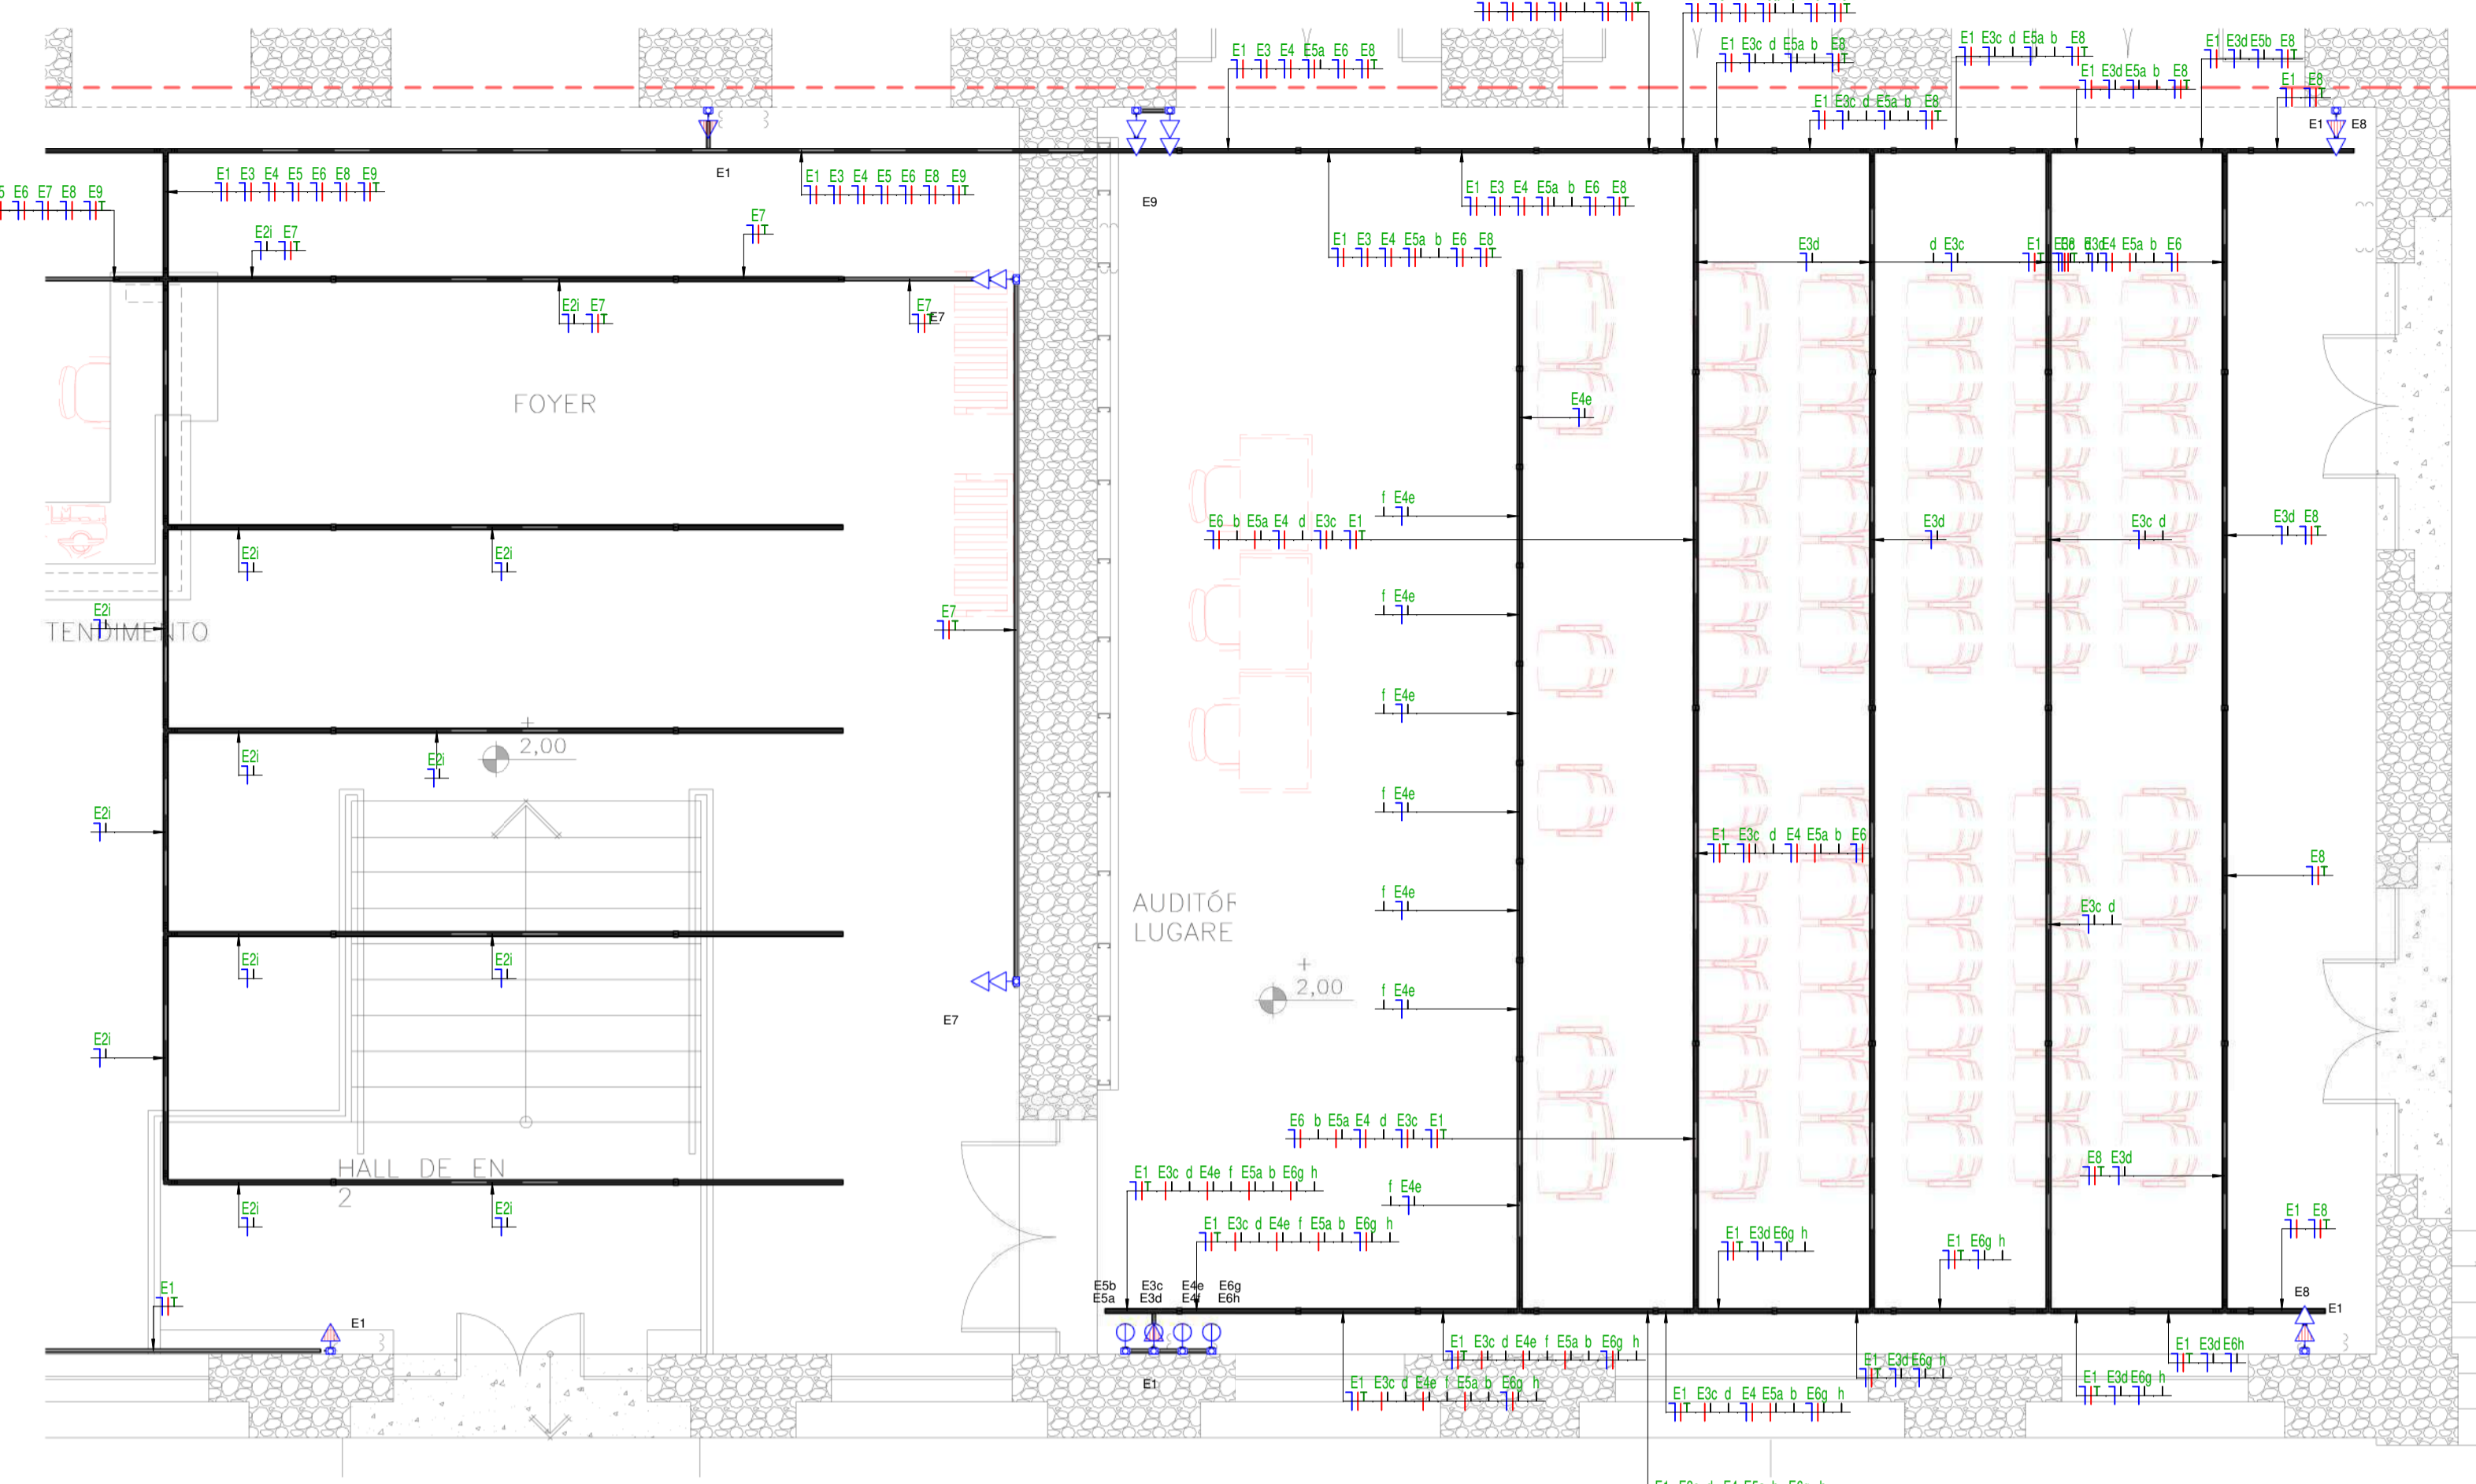 E1 E3 E4 E5a E6 E8
E1 E3c d E5a b E8
E1 E3c d E5a b E8
E1 E3d E5b E8
E1 E3d E5a b E8
E1 E8
E1 E3c d E5a b E8
E1 E8
E1
E1 E3 E4 E5 E6 E8 E9
E6 E7 E8 E9
E1 E3 E4 E5 E6 E8 E9
E9
E1 E3 E4 E5a b E6 E8
E7
E2i E7
E1 E3 E4 E5a b E6 E8
E3d
d E3c
E1
E4 E5a b E6
E2i E7
E7
E7
FOYER
E4e
f E4e
E6 b E5a E4 d E3c E1
E3d
E3c d
E3d E8
E2i
E2i
E2i
TENDIMENTO
E7
f E4e
f E4e
2,00
E2i
E2i
E2i
f E4e
E1 E3c d E4 E5a b E6
E8
AUDITÓF
LUGARE
f E4e
E3c d
E2i
E2i
2,00
E7
f E4e
E2i
E6 b E5a E4 d E3c E1
HALL DE EN
2
E1 E3c d E4e f E5a b E6g h
f E4e
E8 E3d
E2i
E2i
E1 E3c d E4e f E5a b E6g h
E1 E3d E6g h
E1 E6g h
E1 E8
E1
E5b E3c E4e E6g
E5a E3d E4f E6h
E8
E1
E1
E1 E3c d E4e f E5a b E6g h
E1 E3d E6h
E1
E1 E3c d E4e f E5a b E6g h
E1 E3d E6g h
E1 E3d E6g h
E1 E3c d E4 E5a b E6g h